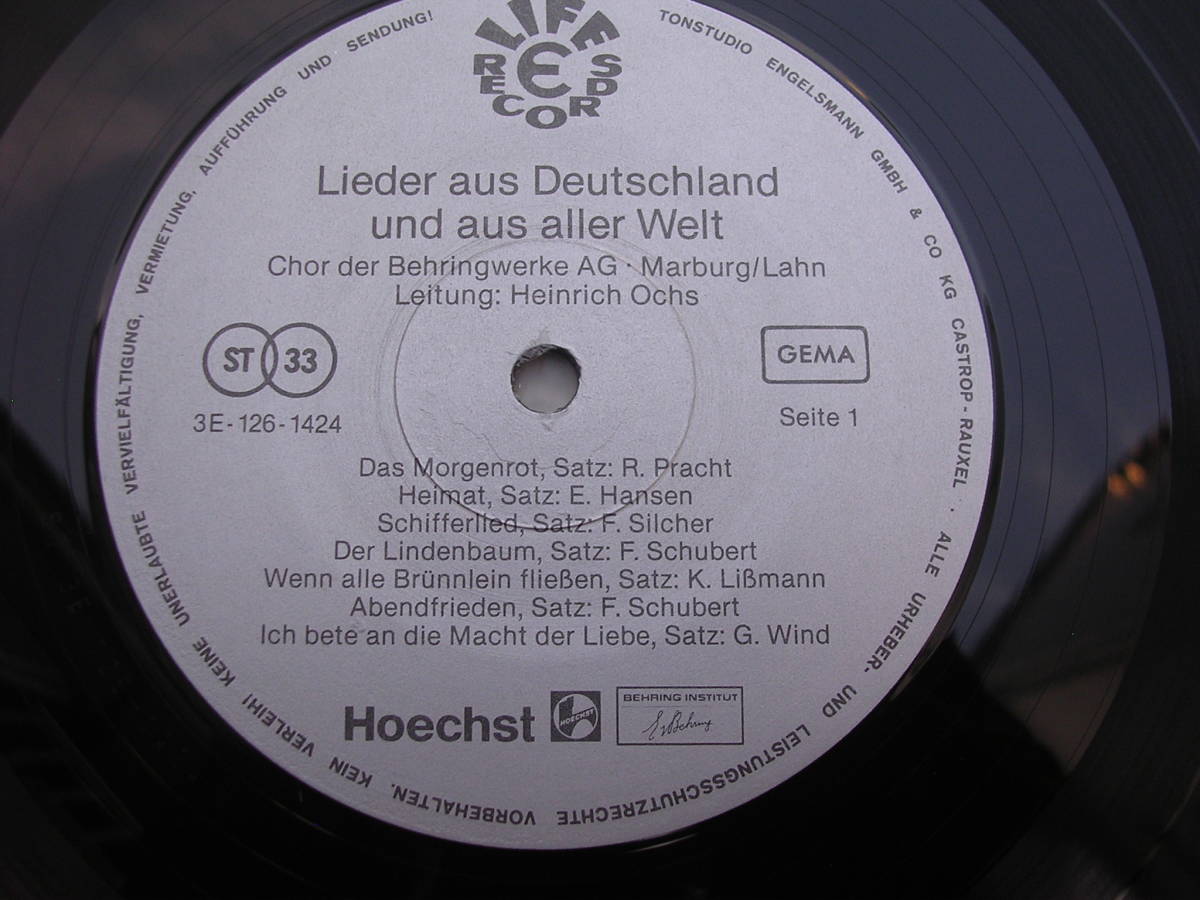 LIFE RECORDS
Lieder aus Deutschland
und aus aller Welt
Chor der Behringwerke AG · Marburg/Lahn
Leitung: Heinrich Ochs
ST 33
GEMA
3E-126-1424
Seite 1
Das Morgenrot, Satz: R. Pracht
Heimat, Satz: E. Hansen
Schifferlied, Satz: F. Silcher
Der Lindenbaum, Satz: F. Schubert
Wenn alle Brünnlein fließen, Satz: K. Lißmann
Abendfrieden, Satz: F. Schubert
Ich bete an die Macht der Liebe, Satz: G. Wind
Hoechst
HOECHST
BEHRING INSTITUT
EvBehring
TONSTUDIO ENGELSMANN GMBH & CO KG CASTROP-RAUXEL · ALLE URHEBER- UND LEISTUNGSSCHUTZRECHTE VORBEHALTEN. KEIN VERLEIH! KEINE UNERLAUBTE VERVIELFÄLTIGUNG, VERMIETUNG, AUFFÜHRUNG UND SENDUNG!